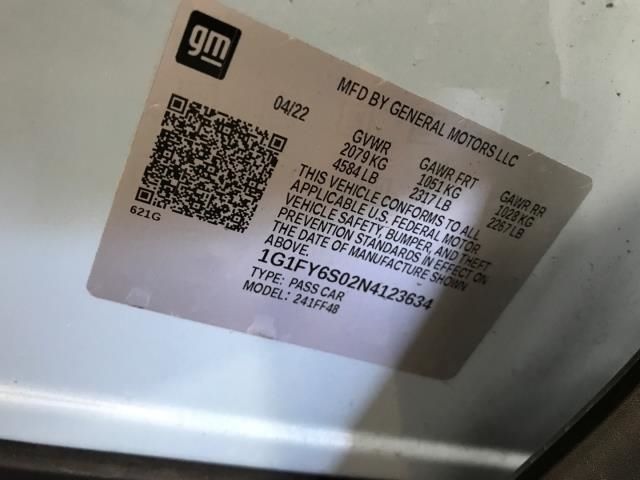 gm
MFD BY GENERAL MOTORS LLC
04/22
GVWR
2079 KG
4584 LB
GAWR FRT
1051 KG
2317 LB
GAWR RR
1028 KG
2267 LB
THIS VEHICLE CONFORMS TO ALL
APPLICABLE U.S. FEDERAL MOTOR
VEHICLE SAFETY, BUMPER, AND THEFT
PREVENTION STANDARDS IN EFFECT ON
THE DATE OF MANUFACTURE SHOWN
ABOVE.
621G
1G1FY6S02N4123634
TYPE: PASS CAR
MODEL: 241FF48